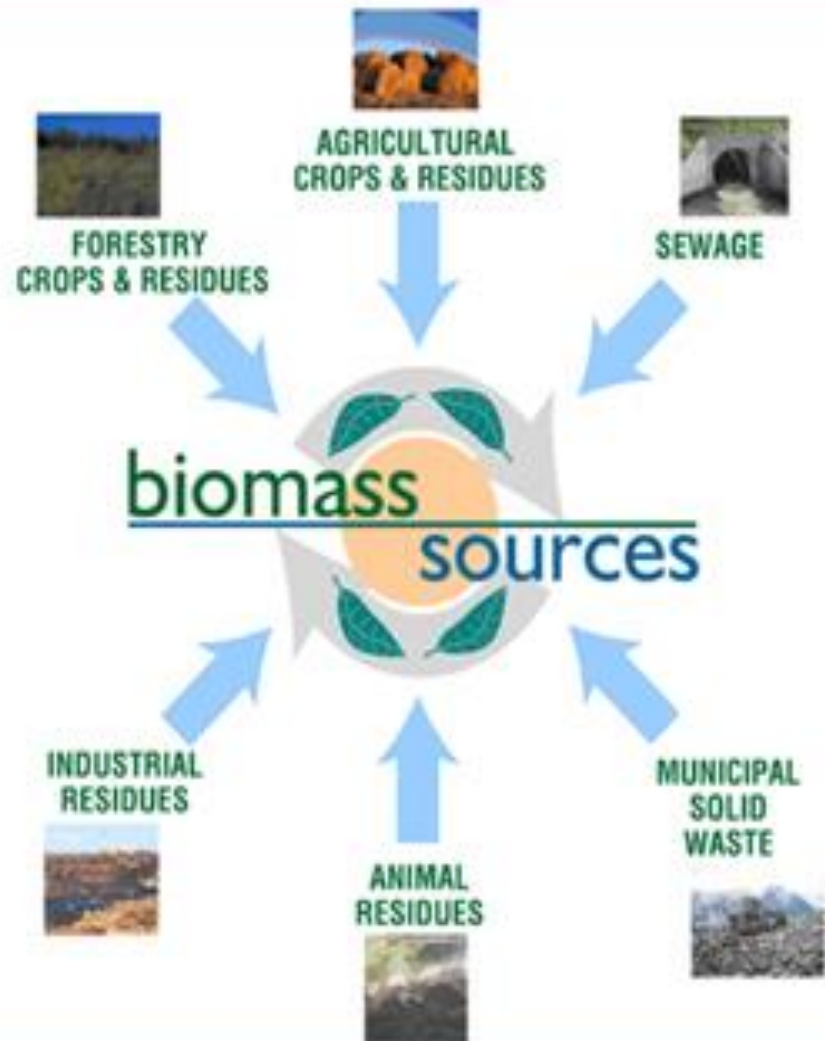 AGRICULTURAL
CROPS & RESIDUES
FORESTRY
CROPS & RESIDUES
SEWAGE
biomass
sources
INDUSTRIAL
RESIDUES
MUNICIPAL
SOLID
WASTE
ANIMAL
RESIDUES